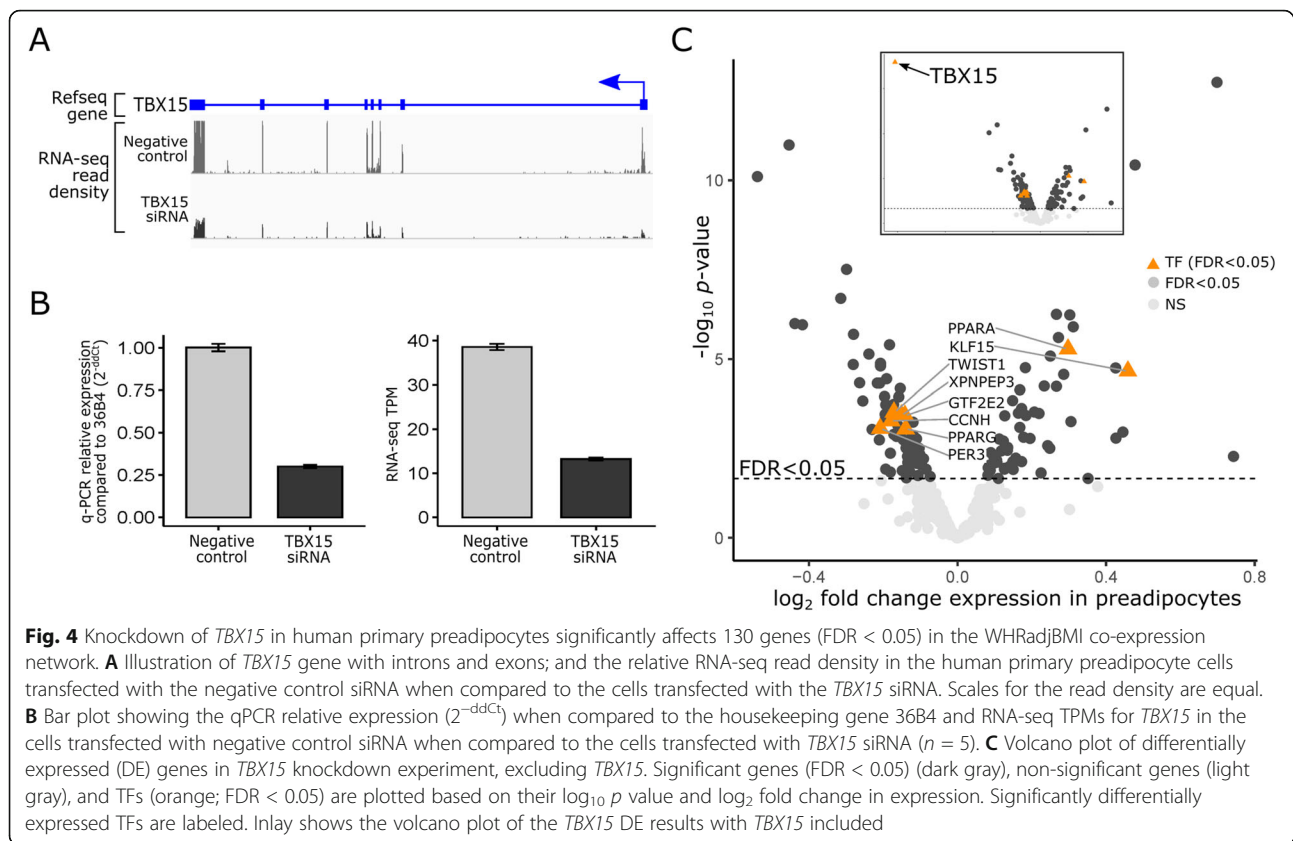 A
Refseq
gene
TBX15
RNA-seq
read
density
Negative
control
TBX15
siRNA
B
q-PCR relative expression
compared to 36B4 (2^-ddCt)
1.00
0.75
0.50
0.25
0.00
Negative
control
TBX15
siRNA
RNA-seq TPM
40
30
20
10
0
Negative
control
TBX15
siRNA
C
TBX15
TF (FDR<0.05)
FDR<0.05
NS
-log10 p-value
10
5
0
PPARA
KLF15
TWIST1
XPNPEP3
GTF2E2
CCNH
PPARG
PER3
FDR<0.05
−0.4
0.0
0.4
0.8
log2 fold change expression in preadipocytes
Fig. 4 Knockdown of TBX15 in human primary preadipocytes significantly affects 130 genes (FDR < 0.05) in the WHRadjBMI co-expression
network. A Illustration of TBX15 gene with introns and exons; and the relative RNA-seq read density in the human primary preadipocyte cells
transfected with the negative control siRNA when compared to the cells transfected with the TBX15 siRNA. Scales for the read density are equal.
B Bar plot showing the qPCR relative expression (2^−ddCt) when compared to the housekeeping gene 36B4 and RNA-seq TPMs for TBX15 in the
cells transfected with negative control siRNA when compared to the cells transfected with TBX15 siRNA (n = 5). C Volcano plot of differentially
expressed (DE) genes in TBX15 knockdown experiment, excluding TBX15. Significant genes (FDR < 0.05) (dark gray), non-significant genes (light
gray), and TFs (orange; FDR < 0.05) are plotted based on their log10 p value and log2 fold change in expression. Significantly differentially
expressed TFs are labeled. Inlay shows the volcano plot of the TBX15 DE results with TBX15 included